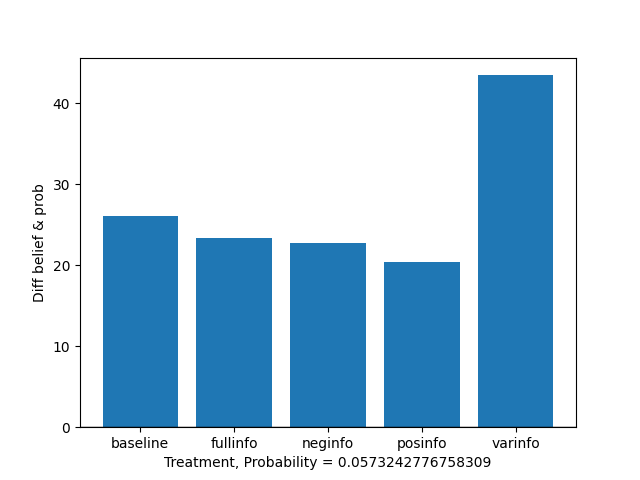 Diff belief & prob
40
30
20
10
0
baseline fullinfo neginfo posinfo varinfo
Treatment, Probability = 0.0573242776758309